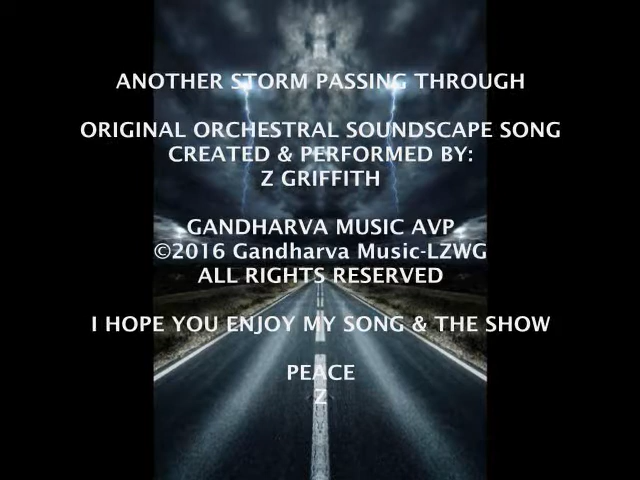 ANOTHER STORM PASSING THROUGH
ORIGINAL ORCHESTRAL SOUNDSCAPE SONG
CREATED & PERFORMED BY:
Z GRIFFITH
GANDHARVA MUSIC AVP
©2016 Gandharva Music-LZWG
ALL RIGHTS RESERVED
I HOPE YOU ENJOY MY SONG & THE SHOW
PEACE
Z